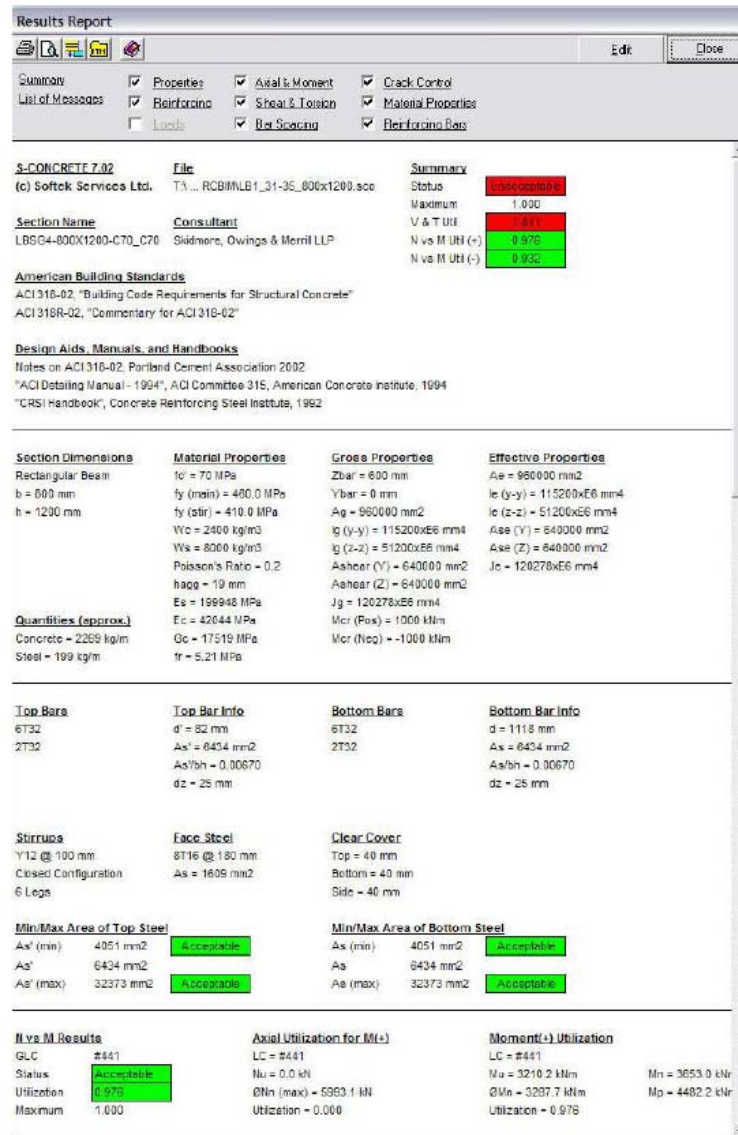 Results Report
Edit
Close
Summary
List of Messages
Properties
Reinforcing
Loads
Axial & Moment
Shear & Torsion
Bar Spacing
Crack Control
Material Properties
Reinforcing Bars
S-CONCRETE 7.02
(c) Softek Services Ltd.
File
T:\ ... RCBIM\LB1_31-35_800x1200.sco
Summary
Status Unacceptable
Maximum 1.000
V & T Util
N vs M Util (+) 0.976
N vs M Util (-) 0.932
Section Name
LBSG4-800X1200-C70_C70
Consultant
Skidmore, Owings & Merril LLP
American Building Standards
ACI 318-02, "Building Code Requirements for Structural Concrete"
ACI 318R-02, "Commentary for ACI 318-02"
Design Aids, Manuals, and Handbooks
Notes on ACI 318-02, Portland Cement Association 2002
"ACI Detailing Manual - 1994", ACI Committee 315, American Concrete Institute, 1994
"CRSI Handbook", Concrete Reinforcing Steel Institute, 1992
Section Dimensions
Rectangular Beam
b = 800 mm
h = 1200 mm
Quantities (approx.)
Concrete = 2269 kg/m
Steel = 199 kg/m
Material Properties
fc' = 70 MPa
fy (main) = 460.0 MPa
fy (stir) = 410.0 MPa
Wc = 2400 kg/m3
Ws = 8000 kg/m3
Poisson's Ratio = 0.2
hagg = 19 mm
Es = 199948 MPa
Ec = 42044 MPa
Gc = 17519 MPa
fr = 5.21 MPa
Gross Properties
Zbar = 600 mm
Ybar = 0 mm
Ag = 960000 mm2
Ig (y-y) = 115200xE6 mm4
Ig (z-z) = 51200xE6 mm4
Ashear (Y) = 640000 mm2
Ashear (Z) = 640000 mm2
Jg = 120278xE6 mm4
Mcr (Pos) = 1000 kNm
Mcr (Neg) = -1000 kNm
Effective Properties
Ae = 960000 mm2
Ie (y-y) = 115200xE6 mm4
Ie (z-z) = 51200xE6 mm4
Ase (Y) = 640000 mm2
Ase (Z) = 640000 mm2
Je = 120278xE6 mm4
Top Bars
6T32
2T32
Top Bar Info
d' = 82 mm
As' = 6434 mm2
As'/bh = 0.00670
dz = 25 mm
Bottom Bars
6T32
2T32
Bottom Bar Info
d = 1118 mm
As = 6434 mm2
As/bh = 0.00670
dz = 25 mm
Stirrups
Y12 @ 100 mm
Closed Configuration
6 Legs
Face Steel
8T16 @ 180 mm
As = 1609 mm2
Clear Cover
Top = 40 mm
Bottom = 40 mm
Side = 40 mm
Min/Max Area of Top Steel
As' (min) 4051 mm2 Acceptable
As' 6434 mm2
As' (max) 32373 mm2 Acceptable
Min/Max Area of Bottom Steel
As (min) 4051 mm2 Acceptable
As 6434 mm2
As (max) 32373 mm2 Acceptable
N vs M Results
GLC #441
Status Acceptable
Utilization 0.976
Maximum 1.000
Axial Utilization for M(+)
LC = #441
Nu = 0.0 kN
ØNn (max) = 5993.1 kN
Utilization = 0.000
Moment(+) Utilization
LC = #441
Mu = 3210.2 kNm Mn = 3653.0 kNm
ØMn = 3287.7 kNm Mp = 4482.2 kNm
Utilization = 0.976